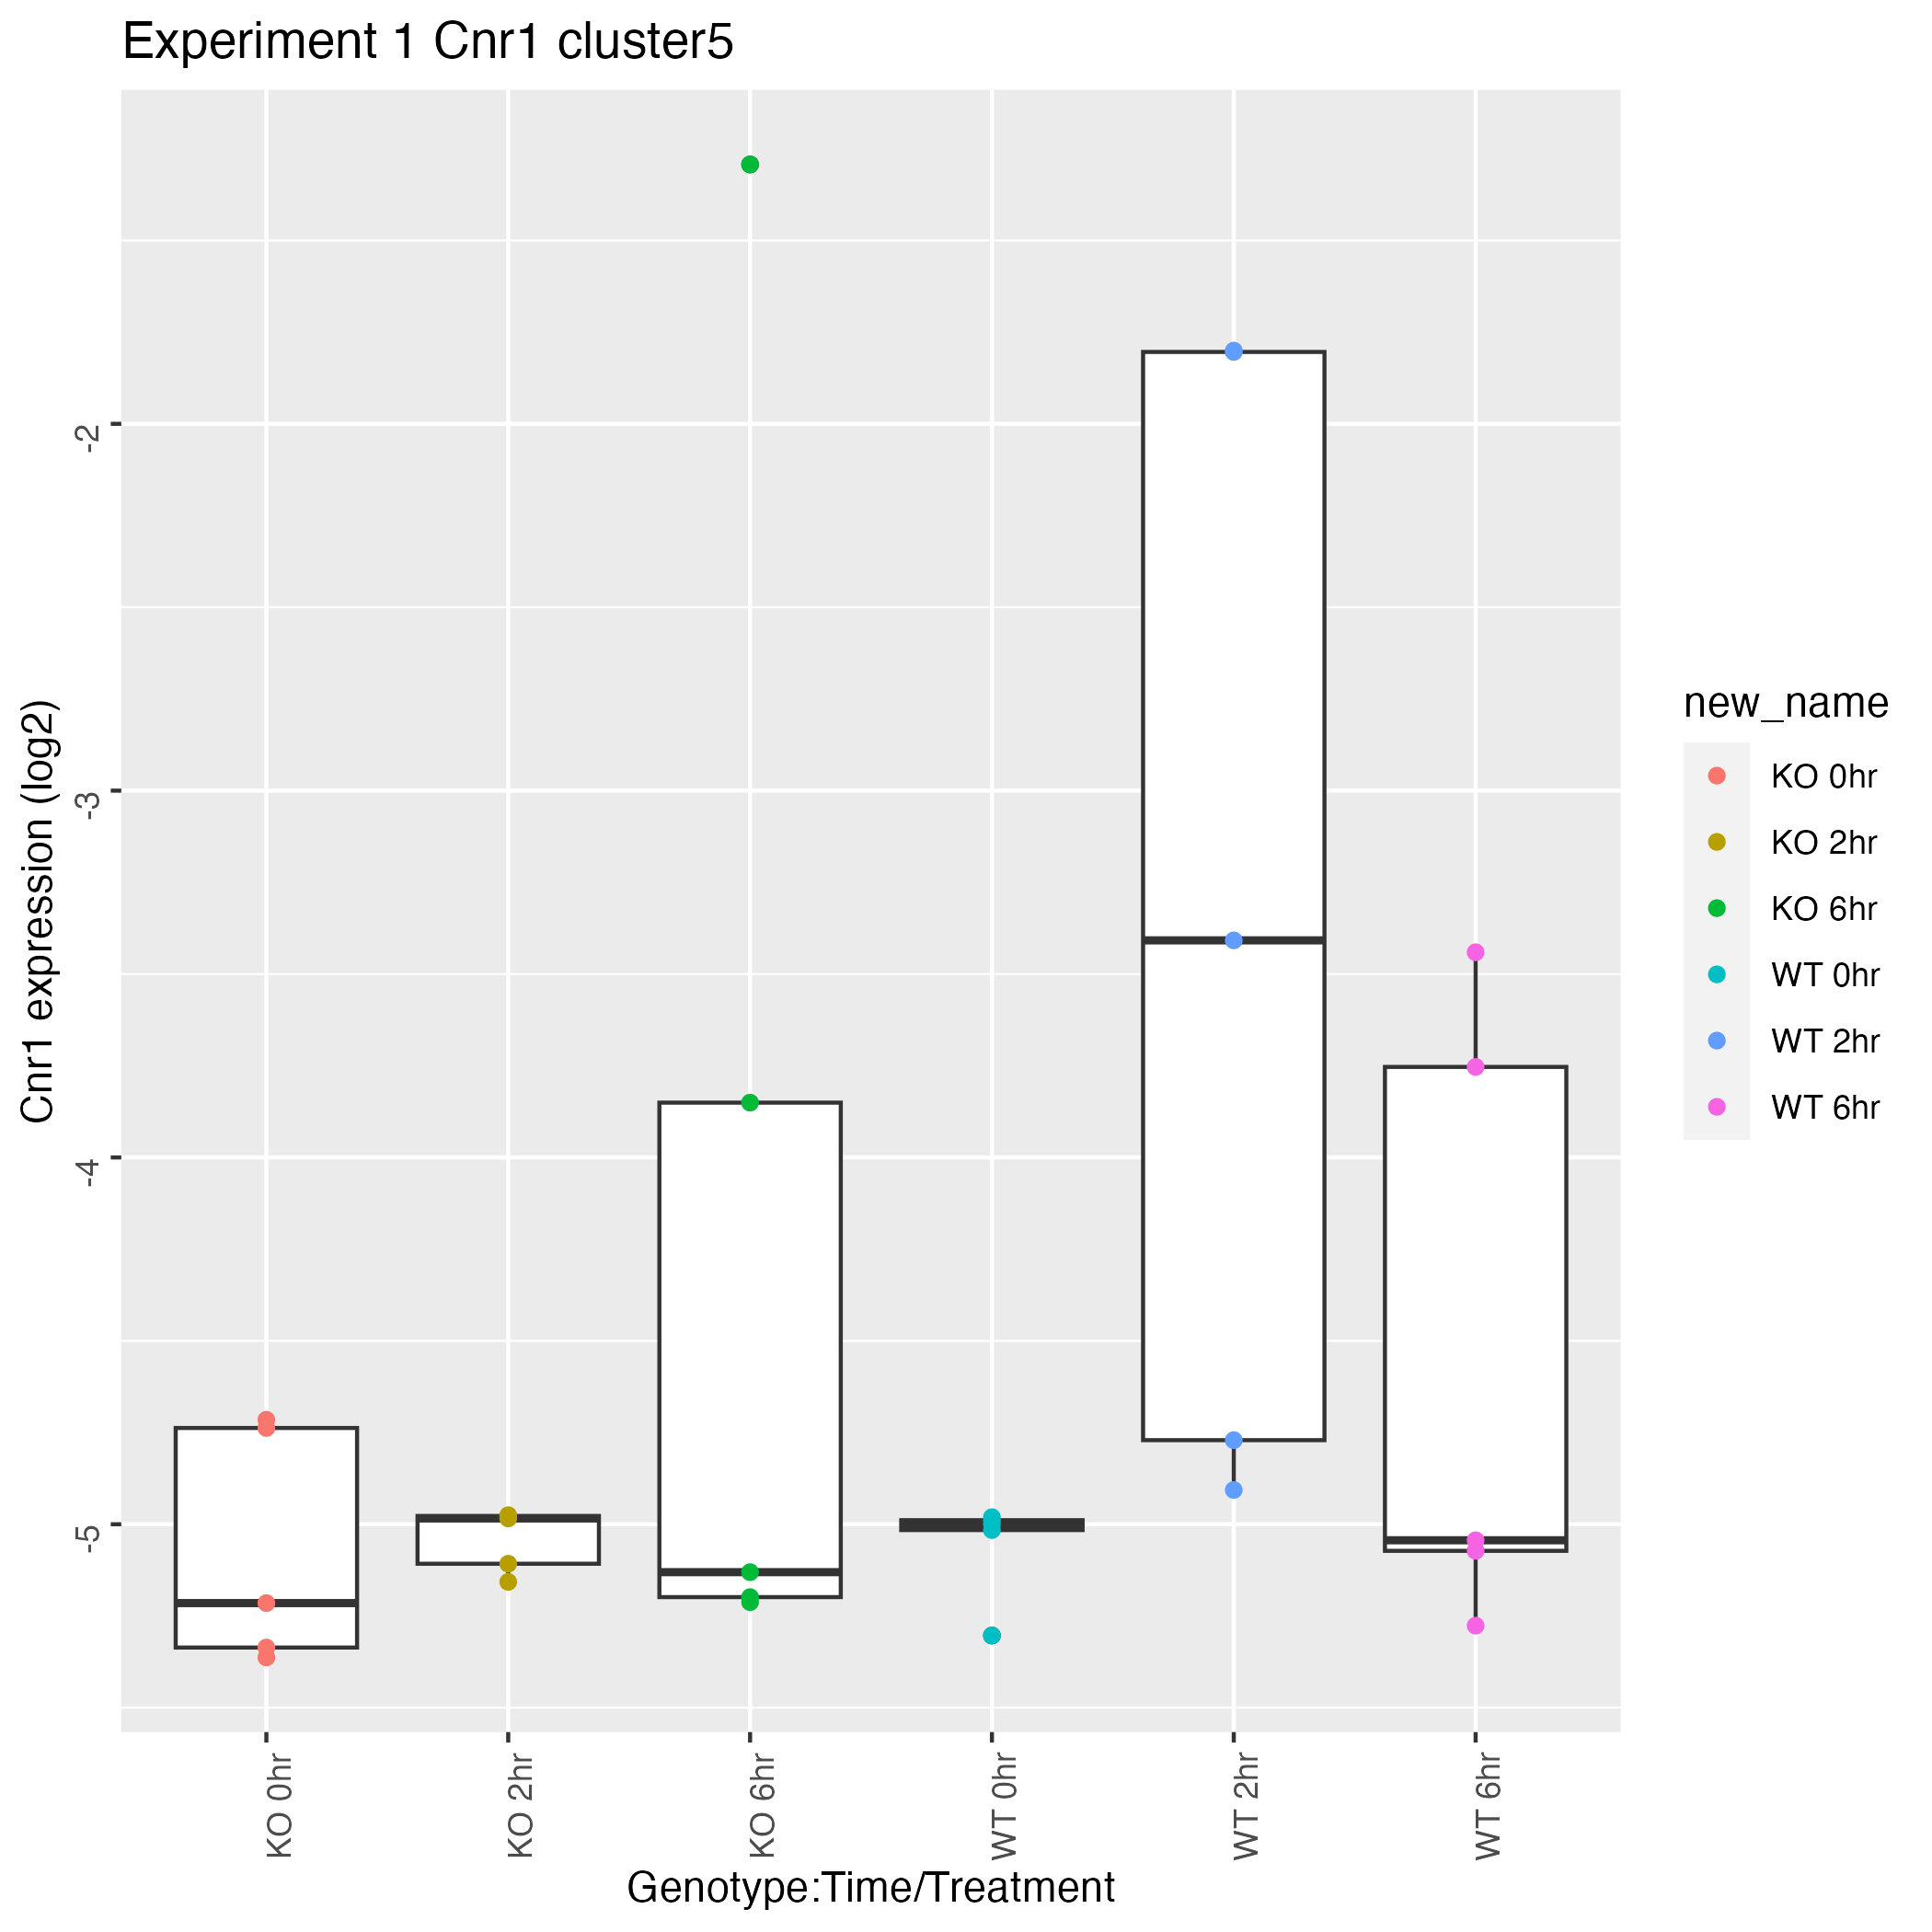 Experiment 1 Cnr1 cluster5
Cnr1 expression (log2)
-2
-3
-4
-5
KO 0hr
KO 2hr
KO 6hr
WT 0hr
WT 2hr
WT 6hr
Genotype:Time/Treatment
new_name
KO 0hr
KO 2hr
KO 6hr
WT 0hr
WT 2hr
WT 6hr